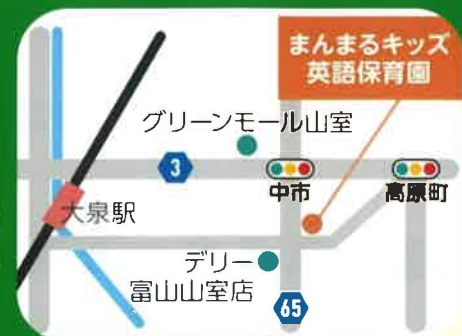 まんまるキッズ
英語保育園
グリーンモール山室
3
中市
高原町
大泉駅
デリー
富山山室店
65